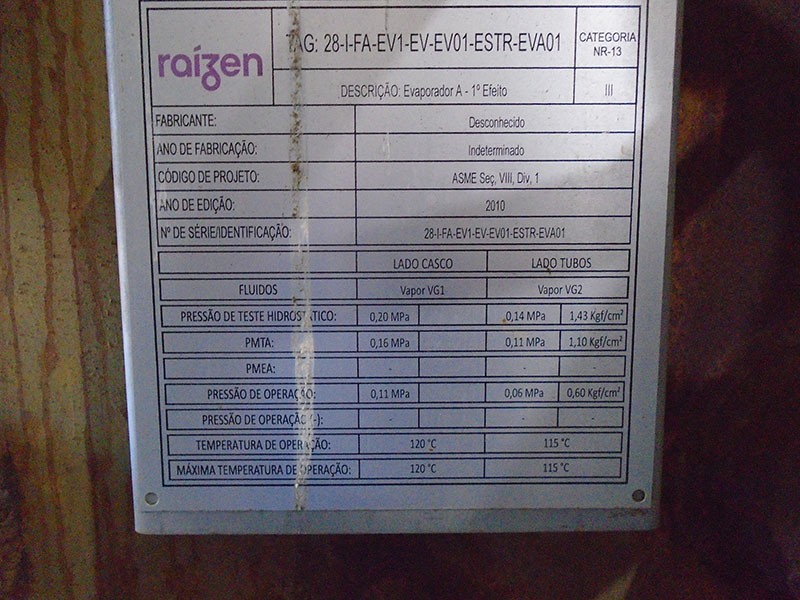 raízen
TAG: 28-I-FA-EV1-EV-EV01-ESTR-EVA01
CATEGORIA
NR-13
DESCRIÇÃO: Evaporador A - 1º Efeito
III
FABRICANTE: Desconhecido
ANO DE FABRICAÇÃO: Indeterminado
CÓDIGO DE PROJETO: ASME Seç, VIII, Div, 1
ANO DE EDIÇÃO: 2010
Nº DE SÉRIE/IDENTIFICAÇÃO: 28-I-FA-EV1-EV-EV01-ESTR-EVA01
LADO CASCO LADO TUBOS
FLUIDOS Vapor VG1 Vapor VG2
PRESSÃO DE TESTE HIDROSTÁTICO: 0,20 MPa 0,14 MPa 1,43 Kgf/cm²
PMTA: 0,16 MPa 0,11 MPa 1,10 Kgf/cm²
PMEA: - - - -
PRESSÃO DE OPERAÇÃO: 0,11 MPa 0,06 MPa 0,60 Kgf/cm²
PRESSÃO DE OPERAÇÃO (-): - - - -
TEMPERATURA DE OPERAÇÃO: 120 °C 115 °C
MÁXIMA TEMPERATURA DE OPERAÇÃO: 120 °C 115 °C